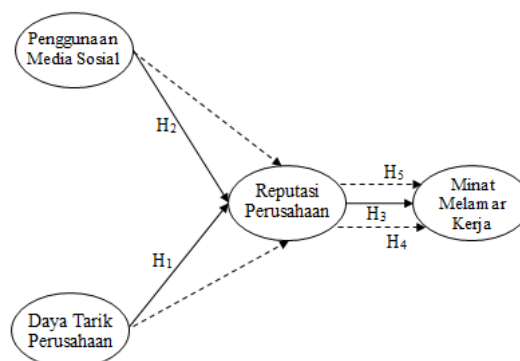 Penggunaan
Media Sosial
H2
H5
Reputasi
Perusahaan
Minat
Melamar
Kerja
H3
H4
H1
Daya Tarik
Perusahaan